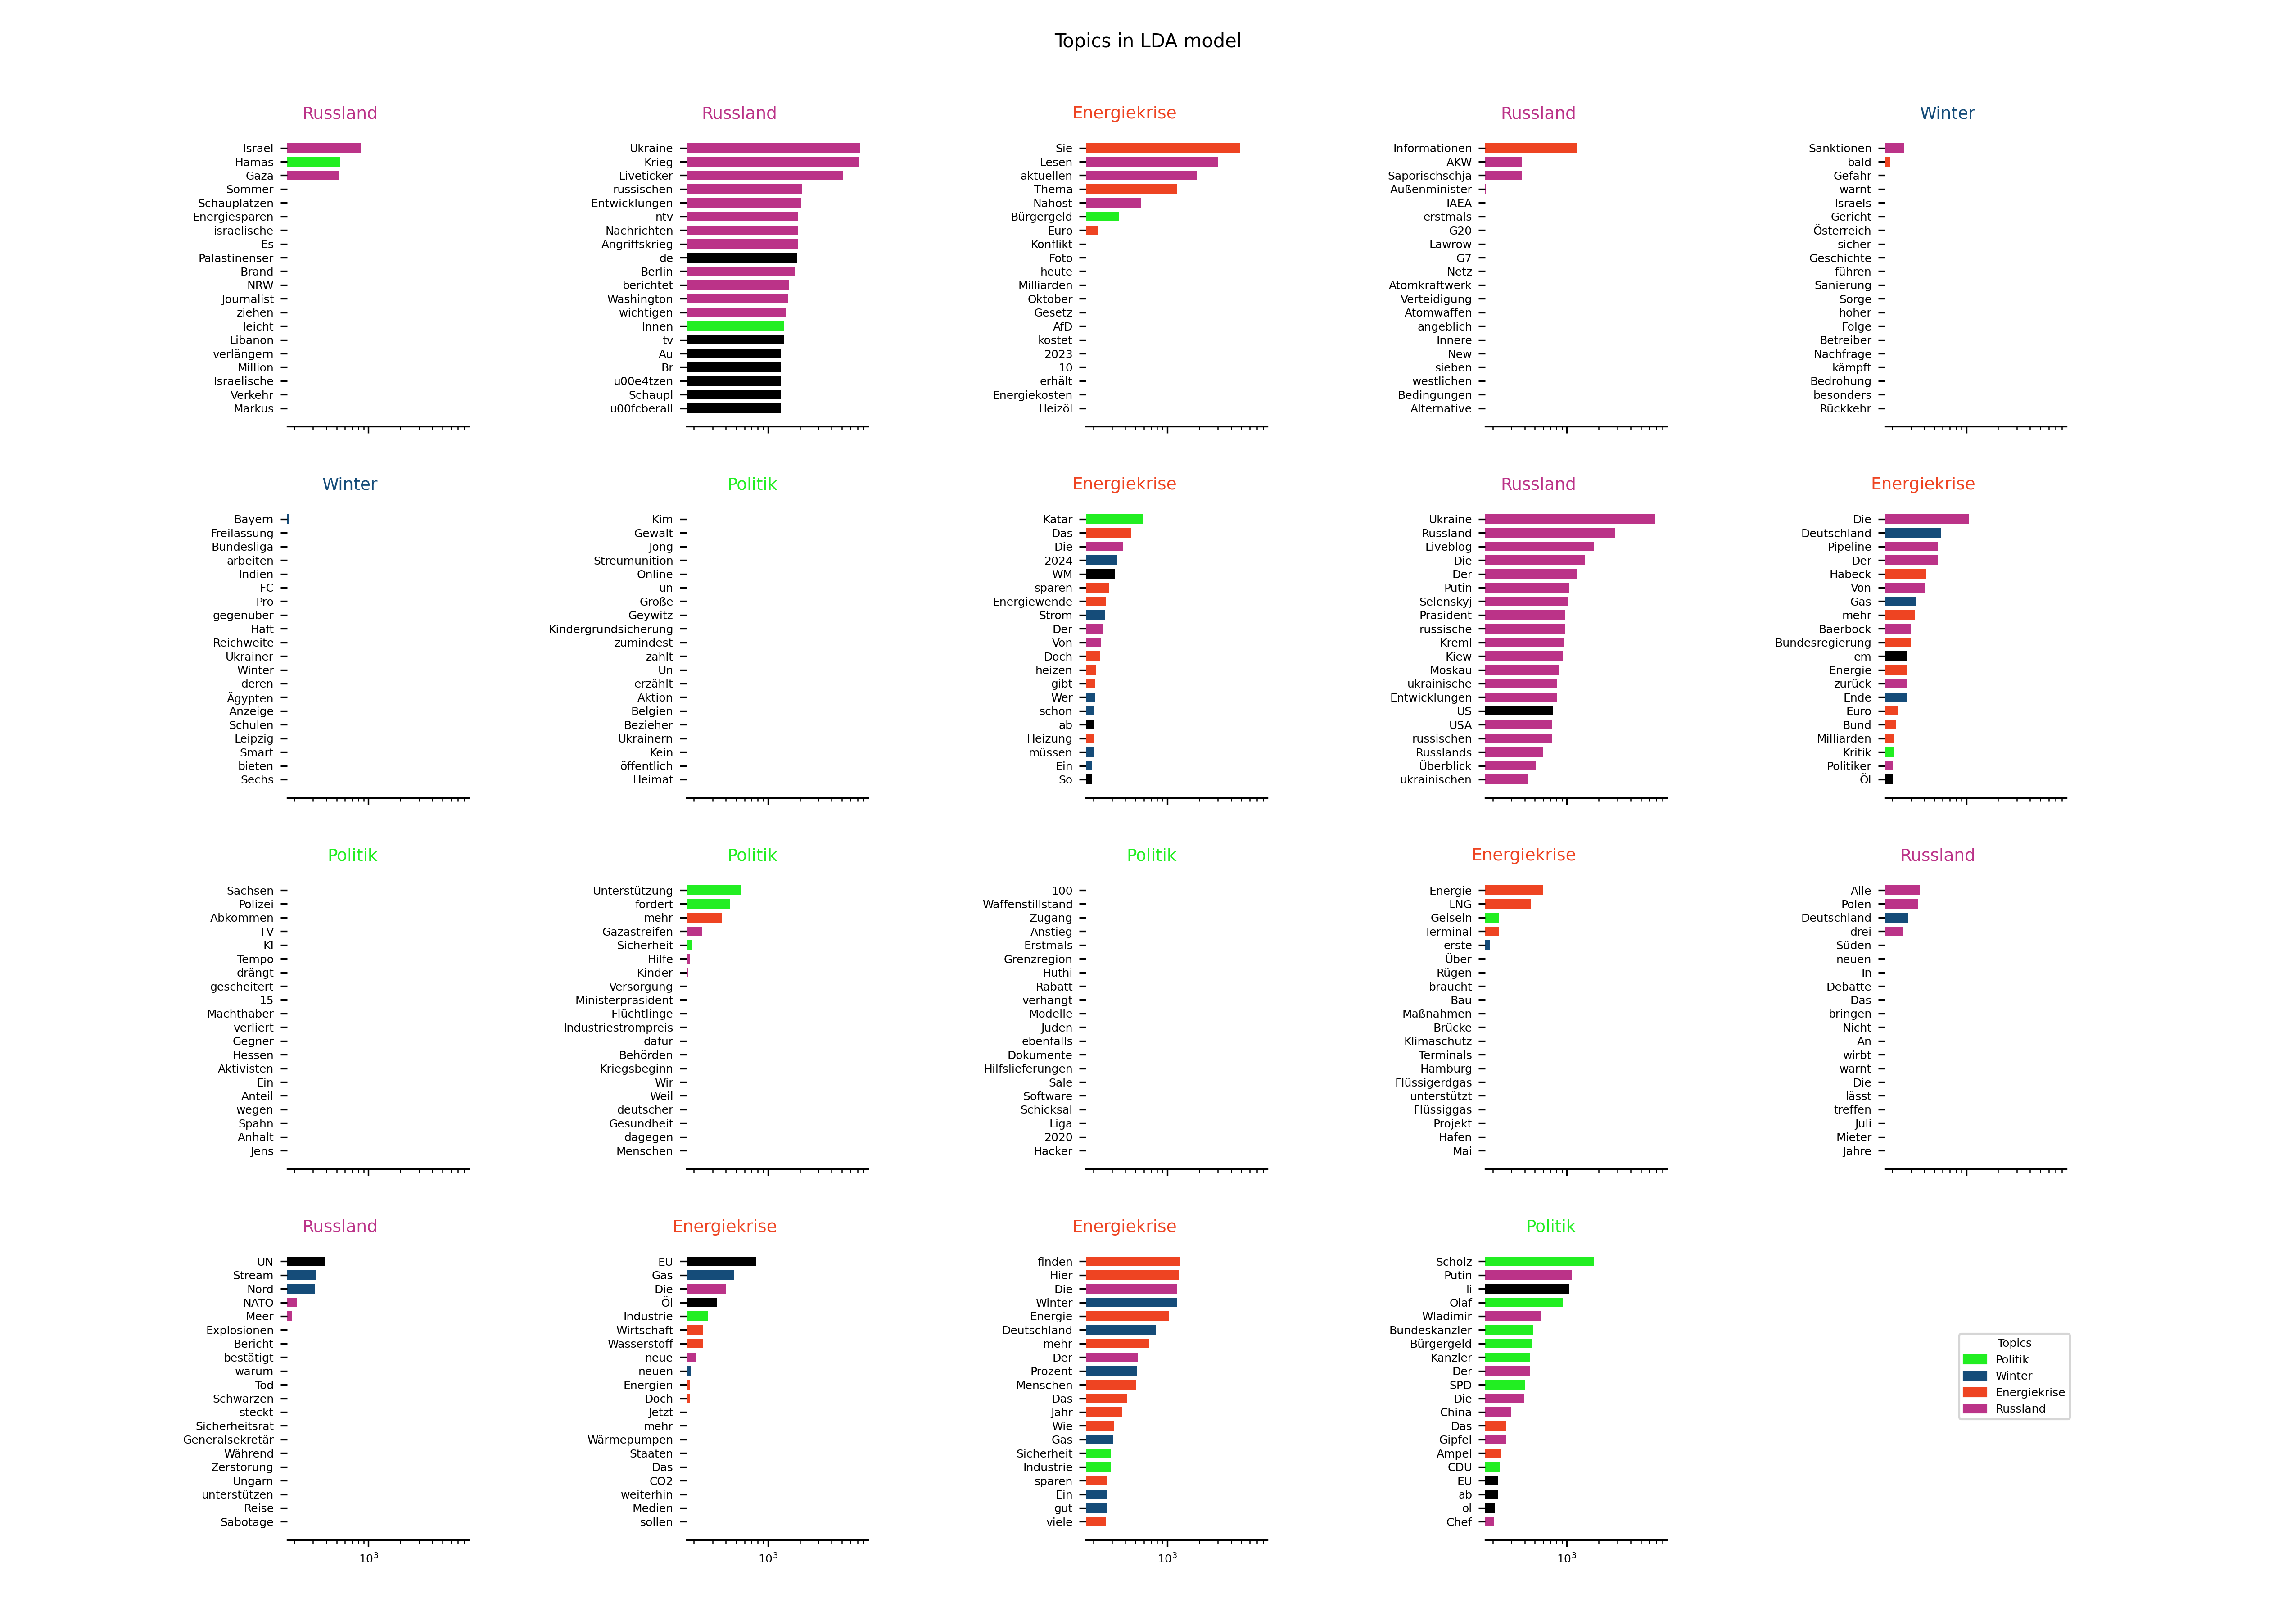 Topics in LDA model
Russland
Israel
Hamas
Gaza
Sommer
Schauplätzen
Energiesparen
israelische
Es
Palästinenser
Brand
NRW
Journalist
ziehen
leicht
Libanon
verlängern
Million
Israelische
Verkehr
Markus
Russland
Ukraine
Krieg
Liveticker
russischen
Entwicklungen
ntv
Nachrichten
Angriffskrieg
de
Berlin
berichtet
Washington
wichtigen
Innen
tv
Au
Br
u00e4tzen
Schaupl
u00fcberall
Energiekrise
Sie
Lesen
aktuellen
Thema
Nahost
Bürgergeld
Euro
Konflikt
Foto
heute
Milliarden
Oktober
Gesetz
AfD
kostet
2023
10
erhält
Energiekosten
Heizöl
Russland
Informationen
AKW
Saporischschja
Außenminister
IAEA
erstmals
G20
Lawrow
G7
Netz
Atomkraftwerk
Verteidigung
Atomwaffen
angeblich
Innere
New
sieben
westlichen
Bedingungen
Alternative
Winter
Sanktionen
bald
Gefahr
warnt
Israels
Gericht
Österreich
sicher
Geschichte
führen
Sanierung
Sorge
hoher
Folge
Betreiber
Nachfrage
kämpft
Bedrohung
besonders
Rückkehr
Winter
Bayern
Freilassung
Bundesliga
arbeiten
Indien
FC
Pro
gegenüber
Haft
Reichweite
Ukrainer
Winter
deren
Ägypten
Anzeige
Schulen
Leipzig
Smart
bieten
Sechs
Politik
Kim
Gewalt
Jong
Streumunition
Online
un
Große
Geywitz
Kindergrundsicherung
zumindest
zahlt
Un
erzählt
Aktion
Belgien
Bezieher
Ukrainern
Kein
öffentlich
Heimat
Energiekrise
Katar
Das
Die
2024
WM
sparen
Energiewende
Strom
Der
Von
Doch
heizen
gibt
Wer
schon
ab
Heizung
müssen
Ein
So
Russland
Ukraine
Russland
Liveblog
Die
Der
Putin
Selenskyj
Präsident
russische
Kreml
Kiew
Moskau
ukrainische
Entwicklungen
US
USA
russischen
Russlands
Überblick
ukrainischen
Energiekrise
Die
Deutschland
Pipeline
Der
Habeck
Von
Gas
mehr
Baerbock
Bundesregierung
em
Energie
zurück
Ende
Euro
Bund
Milliarden
Kritik
Politiker
Öl
Politik
Sachsen
Polizei
Abkommen
TV
KI
Tempo
drängt
gescheitert
15
Machthaber
verliert
Gegner
Hessen
Aktivisten
Ein
Anteil
wegen
Spahn
Anhalt
Jens
Politik
Unterstützung
fordert
mehr
Gazastreifen
Sicherheit
Hilfe
Kinder
Versorgung
Ministerpräsident
Flüchtlinge
Industriestrompreis
dafür
Behörden
Kriegsbeginn
Wir
Weil
deutscher
Gesundheit
dagegen
Menschen
Politik
100
Waffenstillstand
Zugang
Anstieg
Erstmals
Grenzregion
Huthi
Rabatt
verhängt
Modelle
Juden
ebenfalls
Dokumente
Hilfslieferungen
Sale
Software
Schicksal
Liga
2020
Hacker
Energiekrise
Energie
LNG
Geiseln
Terminal
erste
Über
Rügen
braucht
Bau
Maßnahmen
Brücke
Klimaschutz
Terminals
Hamburg
Flüssigerdgas
unterstützt
Flüssiggas
Projekt
Hafen
Mai
Russland
Alle
Polen
Deutschland
drei
Süden
neuen
In
Debatte
Das
bringen
Nicht
An
wirbt
warnt
Die
lässt
treffen
Juli
Mieter
Jahre
Russland
UN
Stream
Nord
NATO
Meer
Explosionen
Bericht
bestätigt
warum
Tod
Schwarzen
steckt
Sicherheitsrat
Generalsekretär
Während
Zerstörung
Ungarn
unterstützen
Reise
Sabotage
10³
Energiekrise
EU
Gas
Die
Öl
Industrie
Wirtschaft
Wasserstoff
neue
neuen
Energien
Doch
Jetzt
mehr
Wärmepumpen
Staaten
Das
CO2
weiterhin
Medien
sollen
10³
Energiekrise
finden
Hier
Die
Winter
Energie
Deutschland
mehr
Der
Prozent
Menschen
Das
Jahr
Wie
Gas
Sicherheit
Industrie
sparen
Ein
gut
viele
10³
Politik
Scholz
Putin
li
Olaf
Wladimir
Bundeskanzler
Bürgergeld
Kanzler
Der
SPD
Die
China
Das
Gipfel
Ampel
CDU
EU
ab
ol
Chef
10³
Topics
Politik
Winter
Energiekrise
Russland